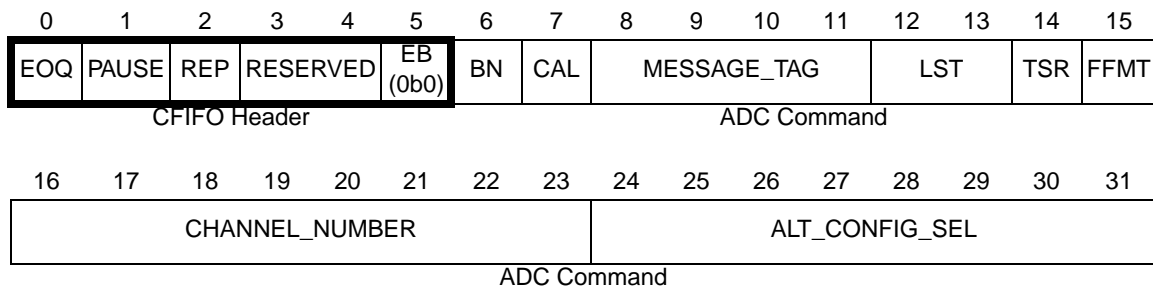 0 1 2 3 4 5 6 7 8 9 10 11 12 13 14 15
EOQ PAUSE REP RESERVED EB (0b0) BN CAL MESSAGE_TAG LST TSR FFMT
CFIFO Header ADC Command
16 17 18 19 20 21 22 23 24 25 26 27 28 29 30 31
CHANNEL_NUMBER ALT_CONFIG_SEL
ADC Command